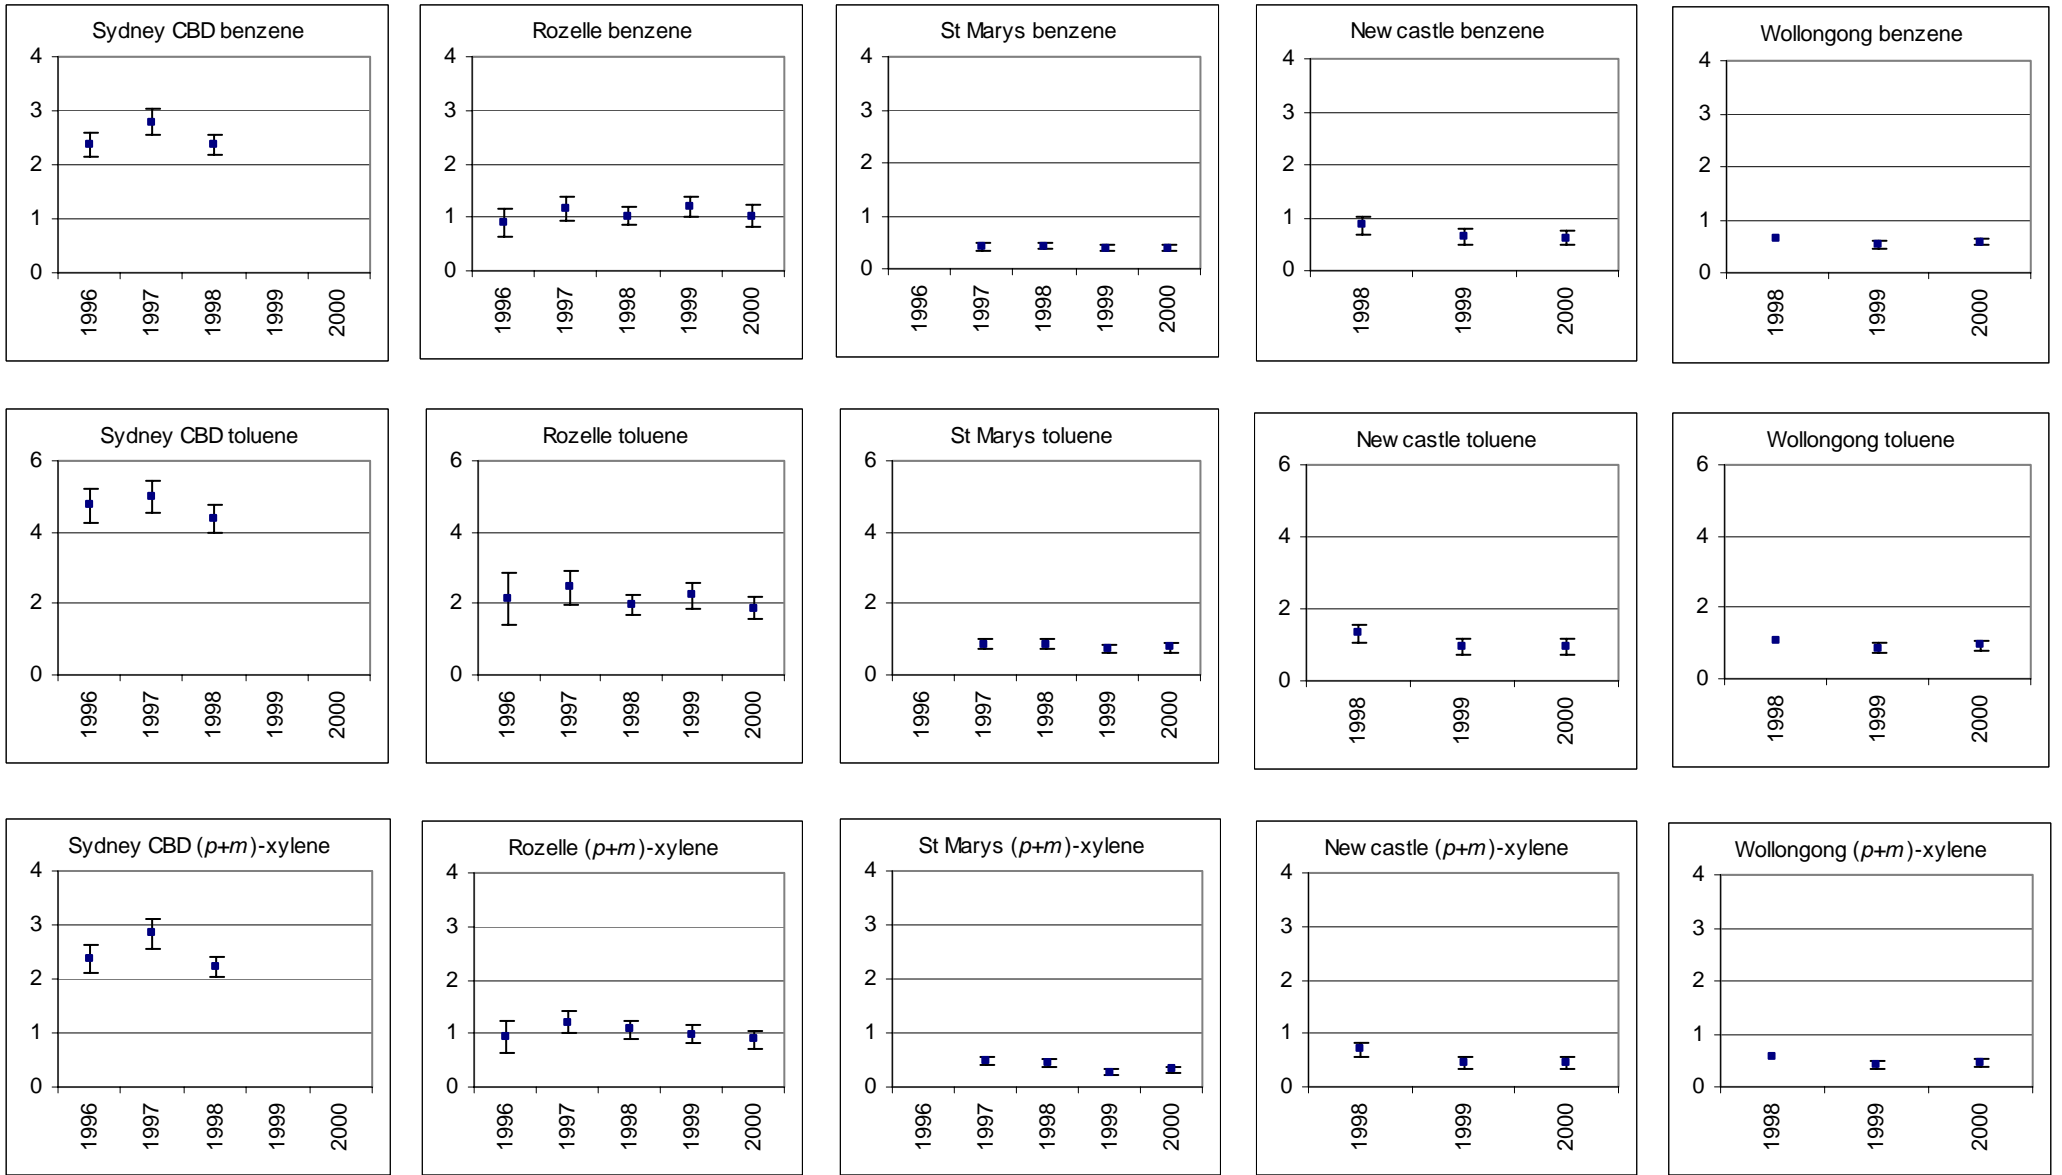 Sydney CBD benzene
4
3
2
1
0
1996 1997 1998 1999 2000
Rozelle benzene
4
3
2
1
0
1996 1997 1998 1999 2000
St Marys benzene
4
3
2
1
0
1996 1997 1998 1999 2000
New castle benzene
4
3
2
1
0
1998 1999 2000
Wollongong benzene
4
3
2
1
0
1998 1999 2000
Sydney CBD toluene
6
4
2
0
1996 1997 1998 1999 2000
Rozelle toluene
6
4
2
0
1996 1997 1998 1999 2000
St Marys toluene
6
4
2
0
1996 1997 1998 1999 2000
New castle toluene
6
4
2
0
1998 1999 2000
Wollongong toluene
6
4
2
0
1998 1999 2000
Sydney CBD (p+m)-xylene
4
3
2
1
0
1996 1997 1998 1999 2000
Rozelle (p+m)-xylene
4
3
2
1
0
1996 1997 1998 1999 2000
St Marys (p+m)-xylene
4
3
2
1
0
1996 1997 1998 1999 2000
New castle (p+m)-xylene
4
3
2
1
0
1998 1999 2000
Wollongong (p+m)-xylene
4
3
2
1
0
1998 1999 2000